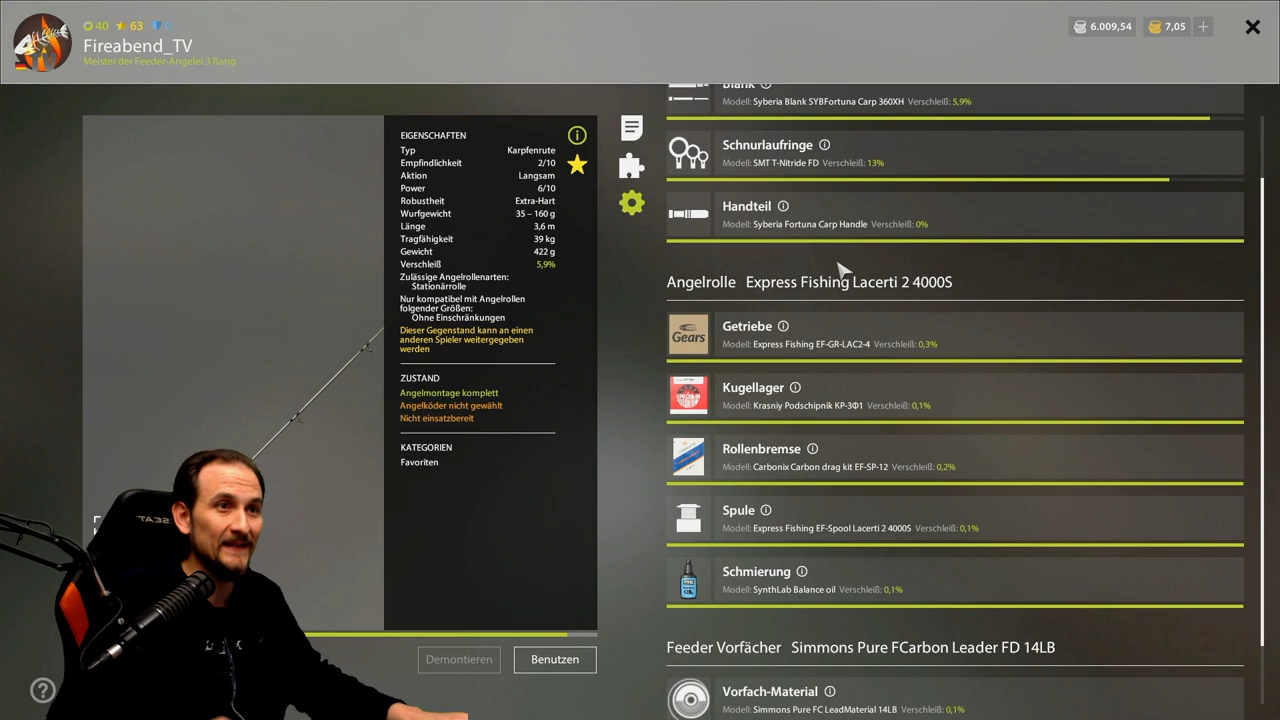 40 63 0
Fireabend_TV
Meister der Feeder-Angelei 3 Rang
6.009,54 7,05 +
EIGENSCHAFTEN
Typ Karpfenrute
Empfindlichkeit 2/10
Aktion Langsam
Power 6/10
Robustheit Extra-Hart
Wurfgewicht 35 – 160 g
Länge 3,6 m
Tragfähigkeit 39 kg
Gewicht 422 g
Verschleiß 5,9%
Zulässige Angelrollenarten:
Stationärrolle
Nur kompatibel mit Angelrollen
folgender Größen:
Ohne Einschränkungen
Dieser Gegenstand kann an einen
anderen Spieler weitergegeben
werden
ZUSTAND
Angelmontage komplett
Angelköder nicht gewählt
Nicht einsatzbereit
KATEGORIEN
Favoriten
Demontieren Benutzen
SEAT
Blank
Modell: Syberia Blank SYBFortuna Carp 360XH Verschleiß: 5,9%
Schnurlaufringe
Modell: SMT T-Nitride FD Verschleiß: 13%
Handteil
Modell: Syberia Fortuna Carp Handle Verschleiß: 0%
Angelrolle Express Fishing Lacerti 2 4000S
Gears
Getriebe
Modell: Express Fishing EF-GR-LAC2-4 Verschleiß: 0,3%
Kugellager
Modell: Krasniy Podschipnik KP-3Ф1 Verschleiß: 0,1%
Rollenbremse
Modell: Carbonix Carbon drag kit EF-SP-12 Verschleiß: 0,2%
Spule
Modell: Express Fishing EF-Spool Lacerti 2 4000S Verschleiß: 0,1%
Schmierung
Modell: SynthLab Balance oil Verschleiß: 0,1%
Feeder Vorfächer Simmons Pure FCarbon Leader FD 14LB
Vorfach-Material
Modell: Simmons Pure FC LeadMaterial 14LB Verschleiß: 0,1%